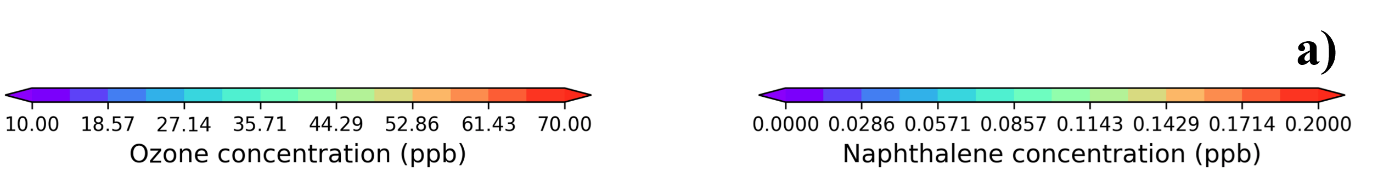 a)
10.00 18.57 27.14 35.71 44.29 52.86 61.43 70.00
Ozone concentration (ppb)
0.0000 0.0286 0.0571 0.0857 0.1143 0.1429 0.1714 0.2000
Naphthalene concentration (ppb)